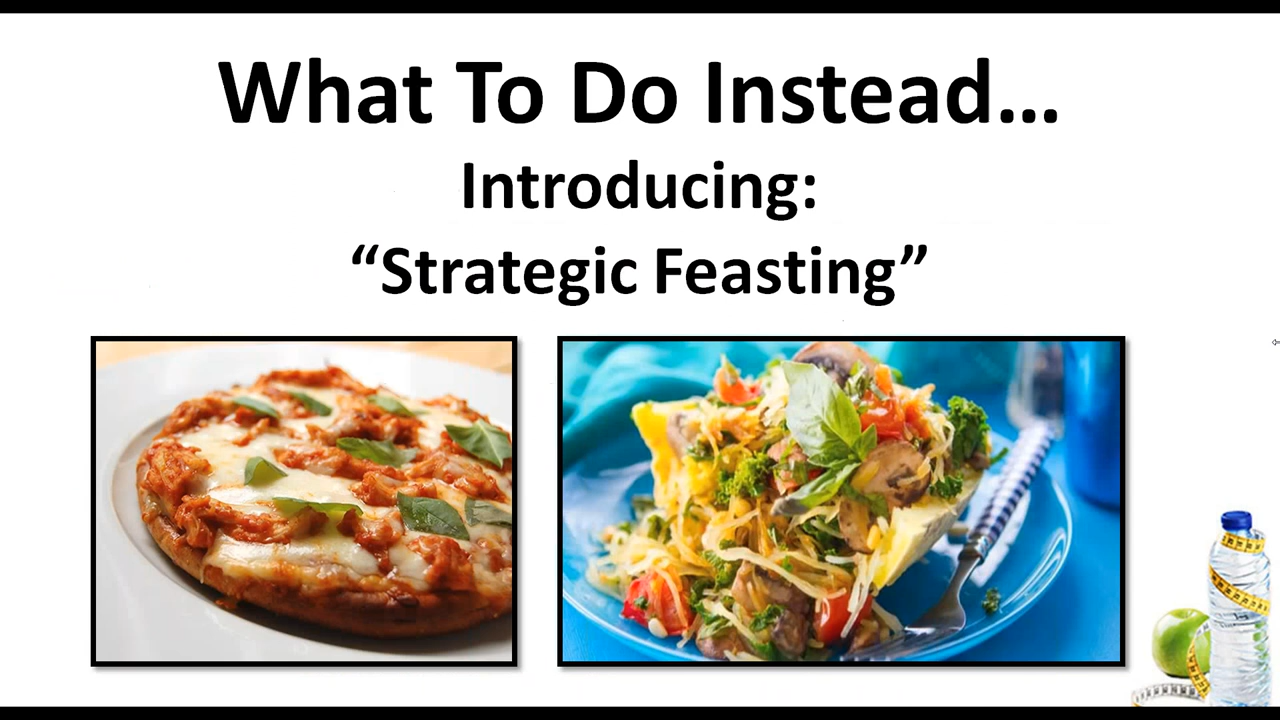 What To Do Instead...
Introducing:
“Strategic Feasting”